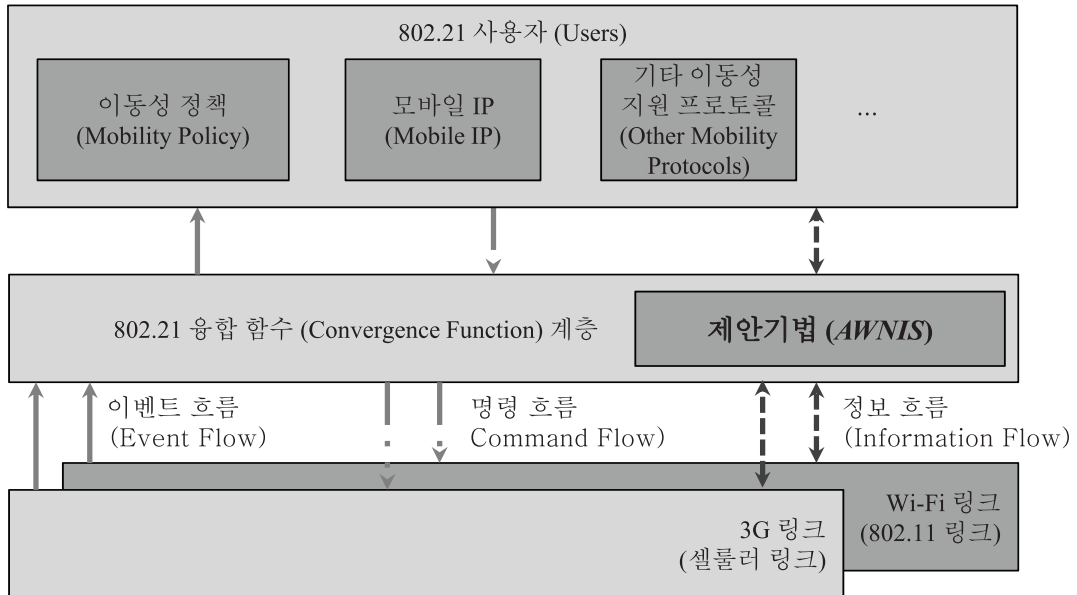 802.21 사용자 (Users)
이동성 정책
(Mobility Policy)
모바일 IP
(Mobile IP)
기타 이동성
지원 프로토콜
(Other Mobility
Protocols)
...
802.21 융합 함수 (Convergence Function) 계층
제안기법 (AWNIS)
이벤트 흐름
(Event Flow)
명령 흐름
Command Flow)
정보 흐름
(Information Flow)
Wi-Fi 링크
(802.11 링크)
3G 링크
(셀룰러 링크)